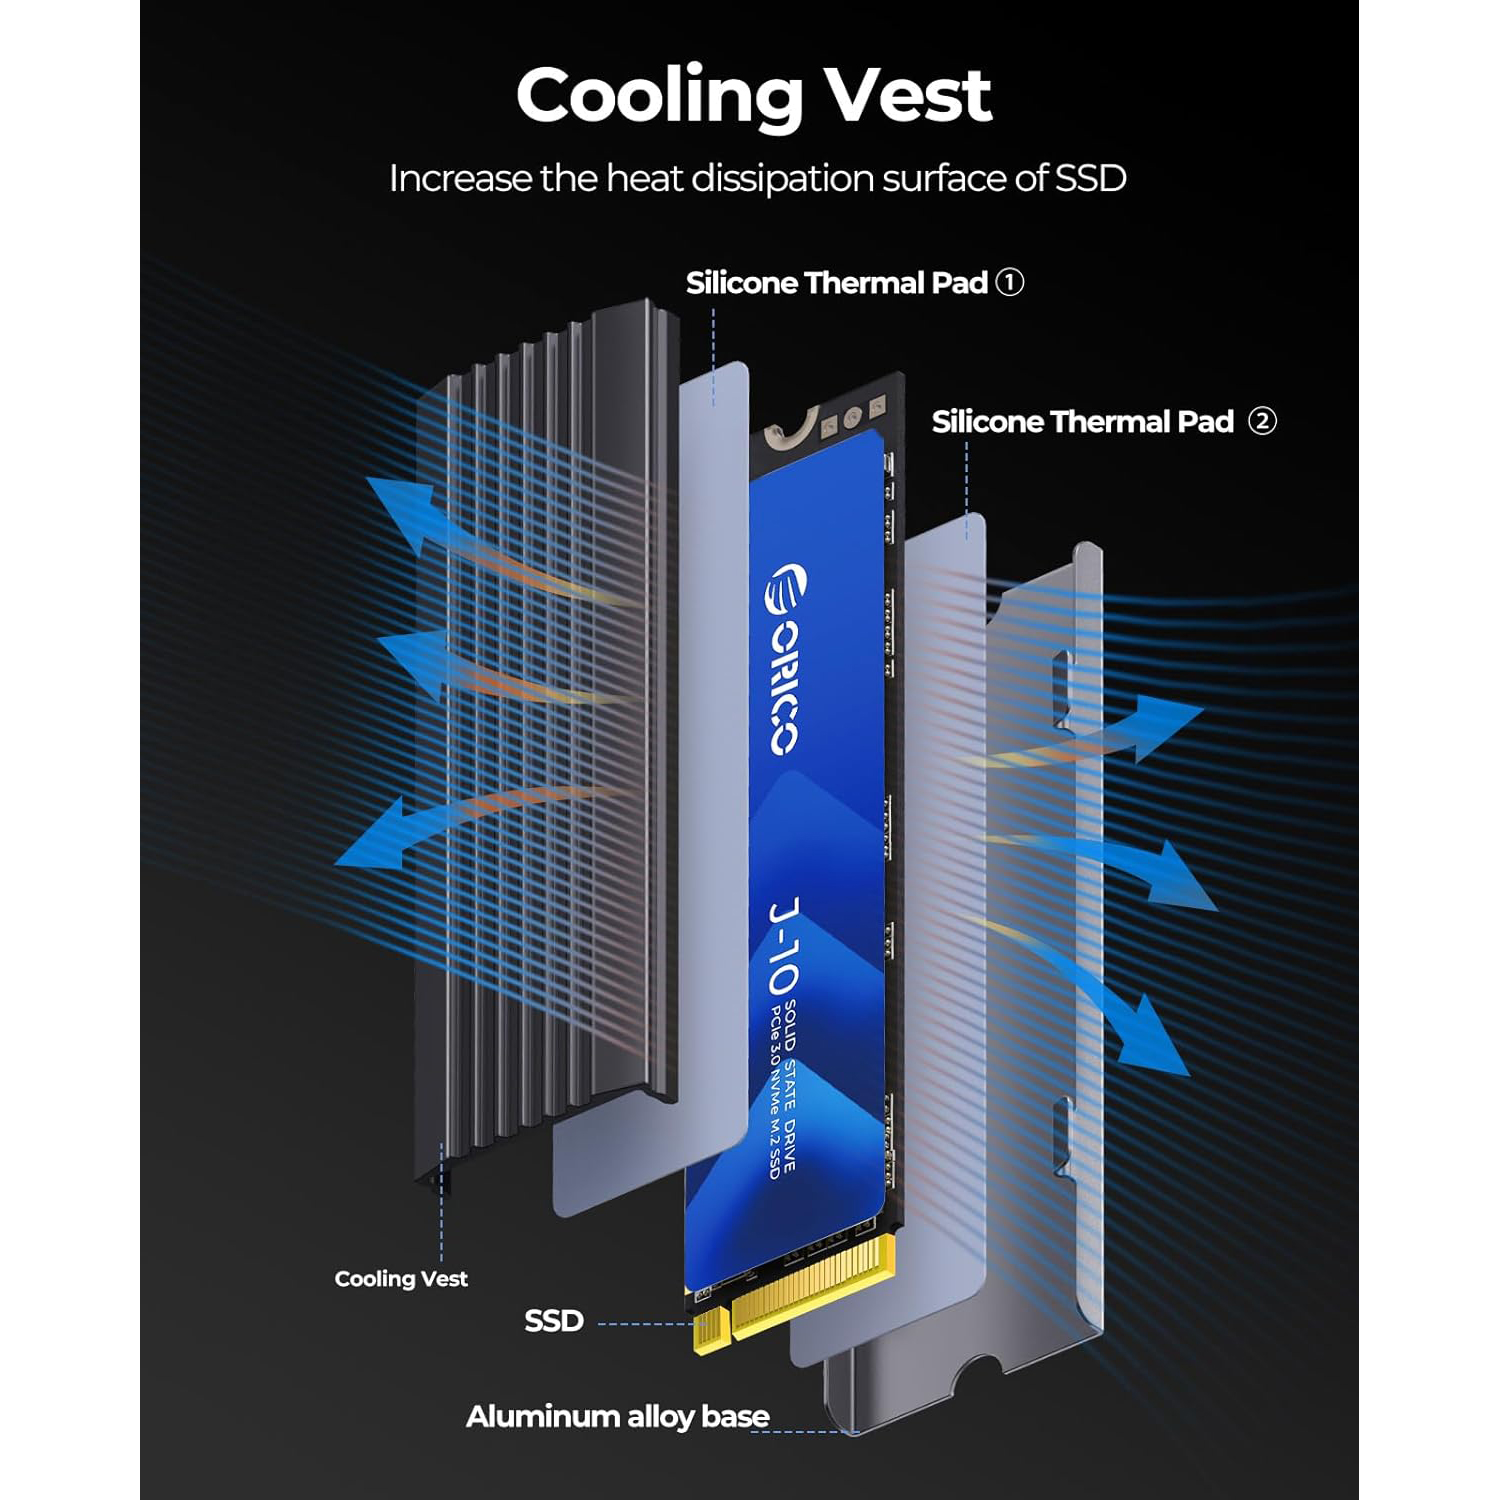 Cooling Vest
Increase the heat dissipation surface of SSD
Silicone Thermal Pad ①
Silicone Thermal Pad ②
ORICO
J-10
SOLID STATE DRIVE
PCIe 3.0 NVMe M.2 SSD
Cooling Vest
SSD
Aluminum alloy base